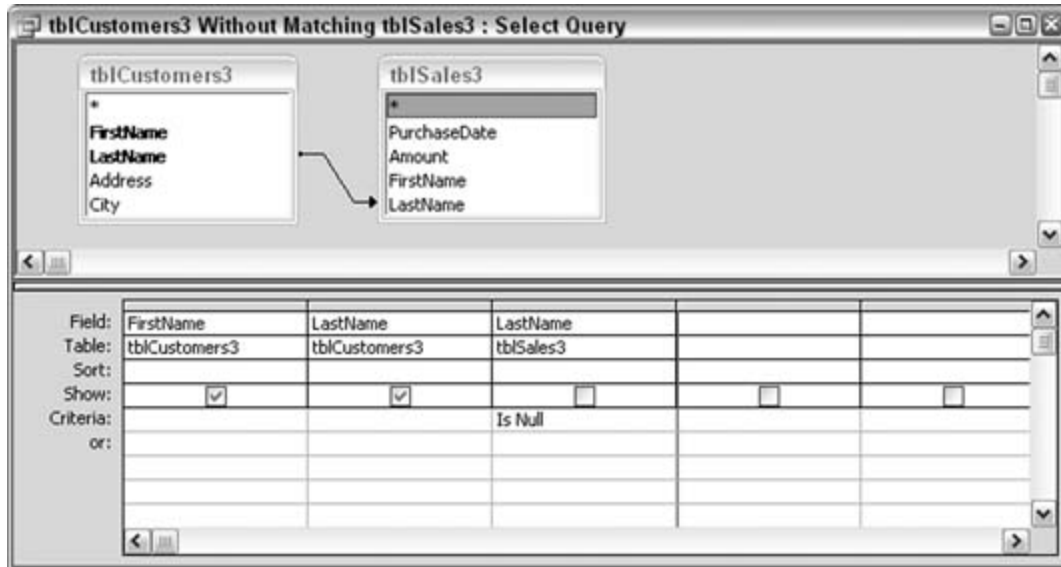 tblCustomers3 Without Matching tblSales3 : Select Query
tblCustomers3
*
FirstName
LastName
Address
City
tblSales3
*
PurchaseDate
Amount
FirstName
LastName
Field: FirstName LastName LastName
Table: tblCustomers3 tblCustomers3 tblSales3
Sort:
Show:
Criteria: Is Null
or: